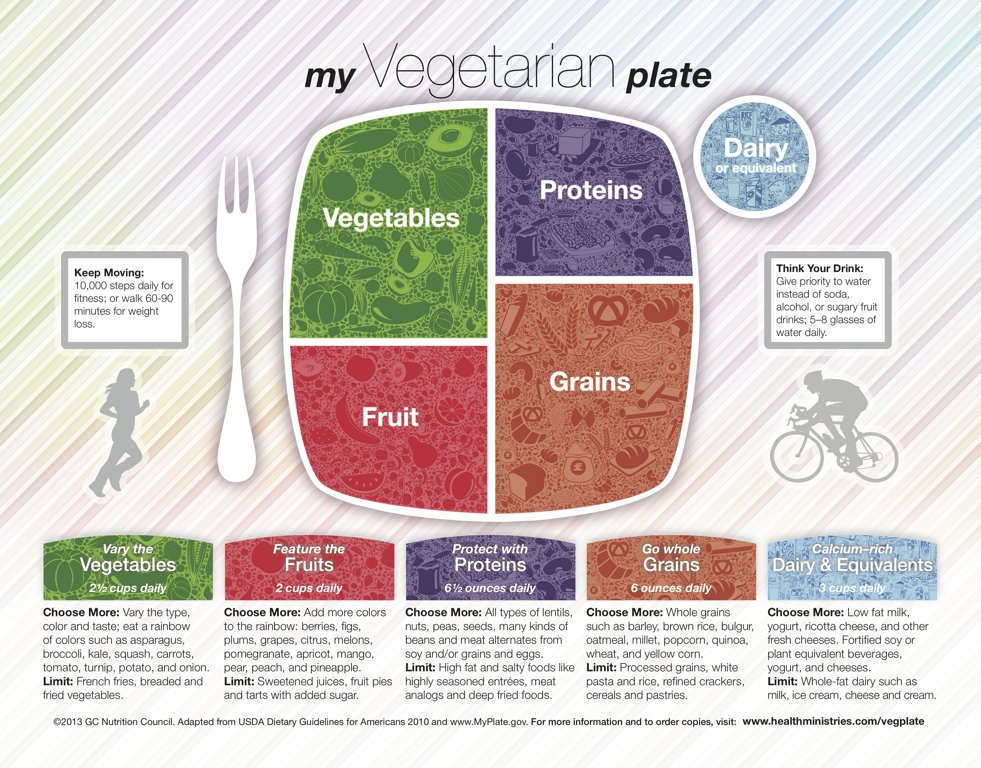 my Vegetarian plate
Dairy
or equivalent
Proteins
Vegetables
Keep Moving:
10,000 steps daily for
fitness; or walk 60-90
minutes for weight
loss.
Think Your Drink:
Give priority to water
instead of soda,
alcohol, or sugary fruit
drinks; 5–8 glasses of
water daily.
Grains
Fruit
Vary the
Vegetables
2½ cups daily
Choose More: Vary the type,
color and taste; eat a rainbow
of colors such as asparagus,
broccoli, kale, squash, carrots,
tomato, turnip, potato, and onion.
Limit: French fries, breaded and
fried vegetables.
Feature the
Fruits
2 cups daily
Choose More: Add more colors
to the rainbow: berries, figs,
plums, grapes, citrus, melons,
pomegranate, apricot, mango,
pear, peach, and pineapple.
Limit: Sweetened juices, fruit pies
and tarts with added sugar.
Protect with
Proteins
6½ ounces daily
Choose More: All types of lentils,
nuts, peas, seeds, many kinds of
beans and meat alternates from
soy and/or grains and eggs.
Limit: High fat and salty foods like
highly seasoned entrées, meat
analogs and deep fried foods.
Go whole
Grains
6 ounces daily
Choose More: Whole grains
such as barley, brown rice, bulgur,
oatmeal, millet, popcorn, quinoa,
wheat, and yellow corn.
Limit: Processed grains, white
pasta and rice, refined crackers,
cereals and pastries.
Calcium–rich
Dairy & Equivalents
3 cups daily
Choose More: Low fat milk,
yogurt, ricotta cheese, and other
fresh cheeses. Fortified soy or
plant equivalent beverages,
yogurt, and cheeses.
Limit: Whole-fat dairy such as
milk, ice cream, cheese and cream.
©2013 GC Nutrition Council. Adapted from USDA Dietary Guidelines for Americans 2010 and www.MyPlate.gov. For more information and to order copies, visit: www.healthministries.com/vegplate